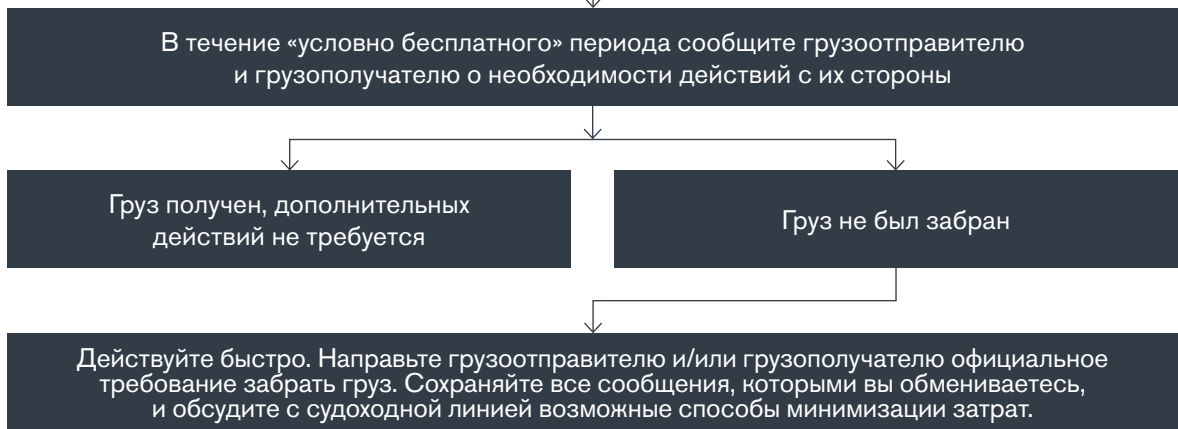 В течение «условно бесплатного» периода сообщите грузоотправителю
и грузополучателю о необходимости действий с их стороны
Груз получен, дополнительных
действий не требуется
Груз не был забран
Действуйте быстро. Направьте грузоотправителю и/или грузополучателю официальное
требование забрать груз. Сохраняйте все сообщения, которыми вы обмениваетесь,
и обсудите с судоходной линией возможные способы минимизации затрат.